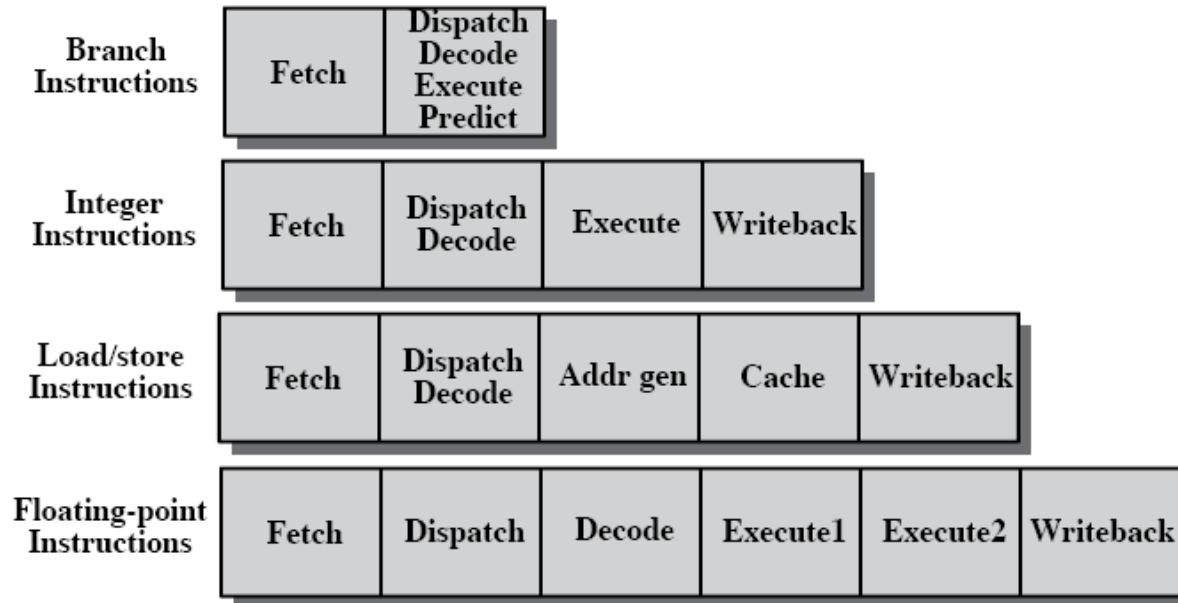 Branch
Instructions
Fetch
Dispatch
Decode
Execute
Predict
Integer
Instructions
Fetch
Dispatch
Decode
Execute
Writeback
Load/store
Instructions
Fetch
Dispatch
Decode
Addr gen
Cache
Writeback
Floating-point
Instructions
Fetch
Dispatch
Decode
Execute1
Execute2
Writeback